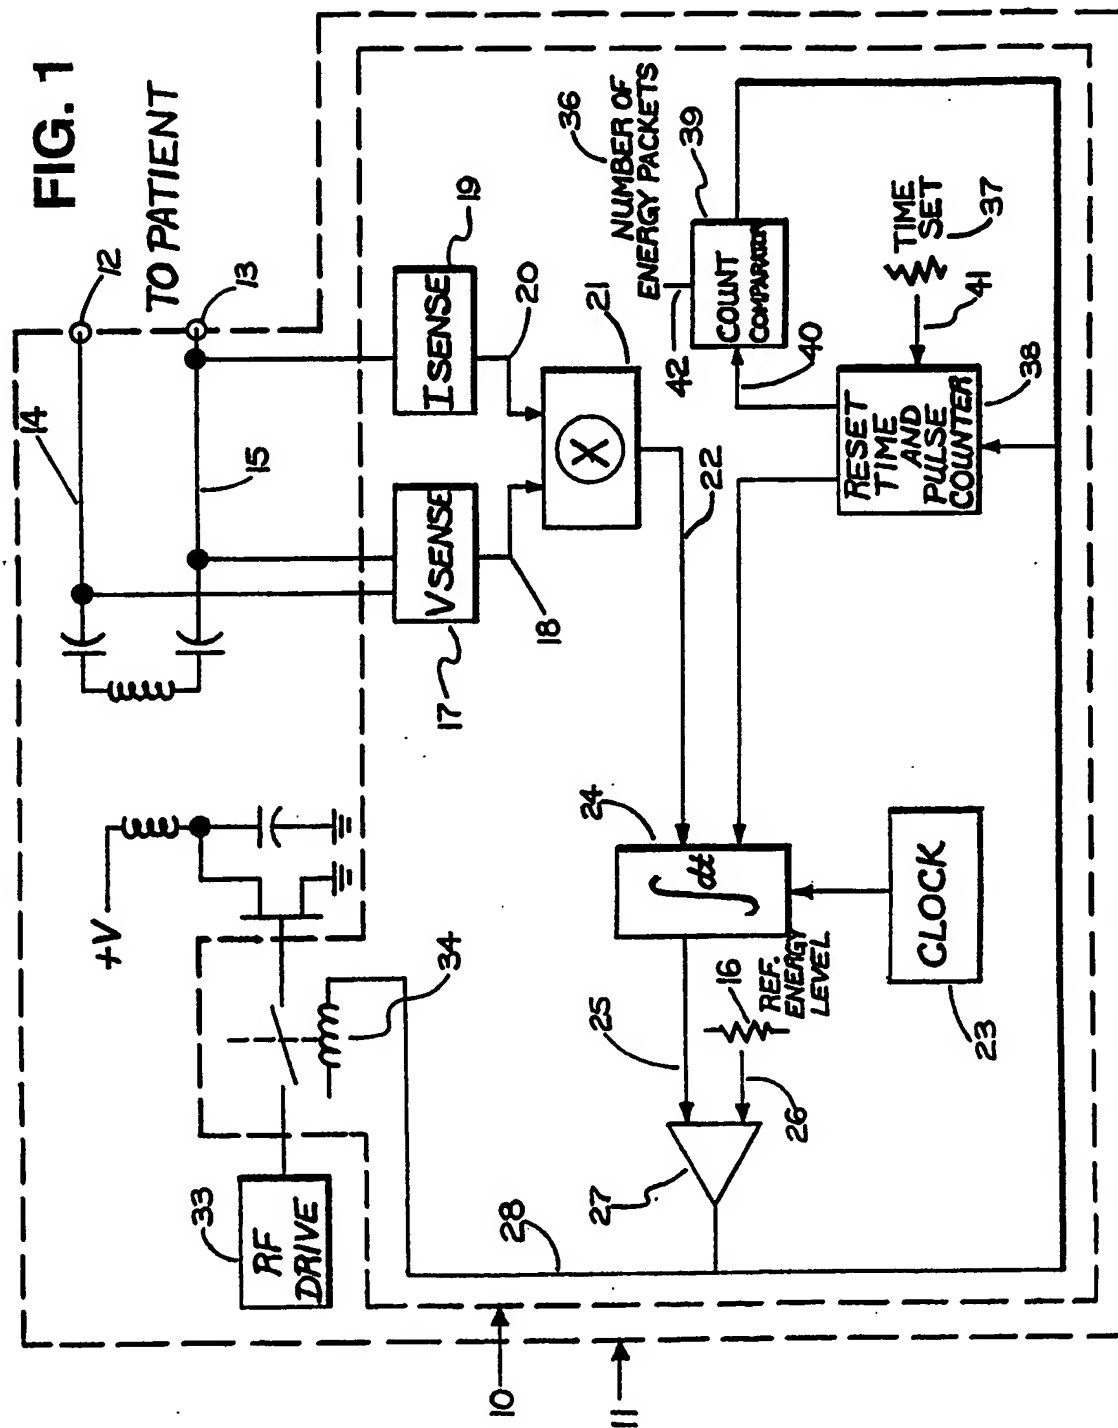 FIG. 1
TO PATIENT
12
13
14
15
+V
33
RF
DRIVE
34
17
V SENSE
18
I SENSE
19
20
21
X
22
36
NUMBER OF
ENERGY PACKETS
42
39
COUNT
COMPARATOR
40
TIME
SET
37
41
RESET
TIME
AND
PULSE
COUNTER
38
24
∫dt
25
16
REF.
ENERGY
LEVEL
26
27
28
CLOCK
23
10
11